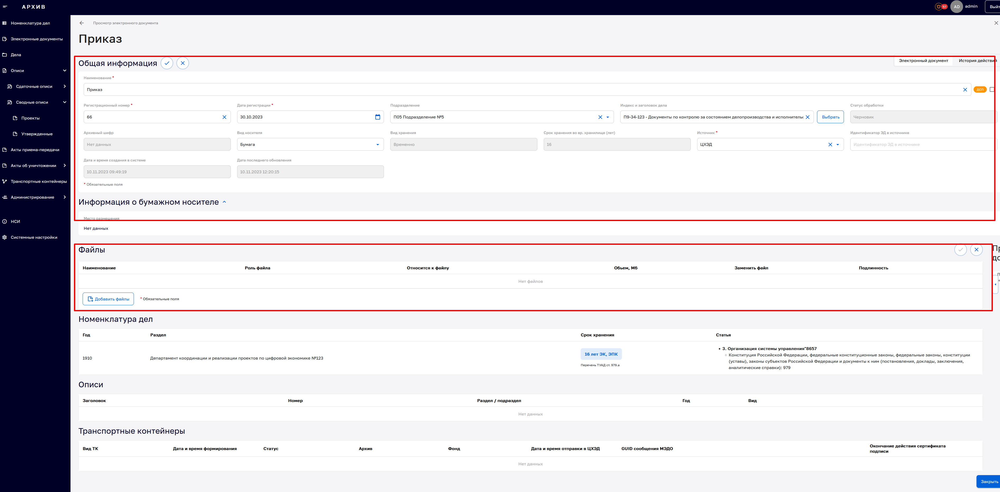 АРХИВ
57
AD
admin
Номенклатура дел
Электронные документы
Дела
Описи
Сдаточные описи
Сводные описи
Проекты
Утвержденные
Акты приема-передачи
Акты об уничтожении
Транспортные контейнеры
Администрирование
НСИ
Системные настройки
Просмотр электронного документа
Приказ
Общая информация
Электронный документ История действий
Наименование *
Приказ
дсп
Регистрационный номер * Дата регистрации * Подразделение Индекс и заголовок дела Статус обработки
66 30.10.2023 П05 Подразделение №5 П9-34-123 - Документы по контролю за состоянием делопроизводства и исполнительс Выбрать Черновик
Архивный шифр Вид носителя Вид хранения Срок хранения во вр. хранилище (лет) Источник * Идентификатор ЭД в источнике
Нет данных Бумага Временно 16 ЦХЭД Идентификатор ЭД в источнике
Дата и время создания в системе Дата последнего обновления
10.11.2023 09:49:19 10.11.2023 12:20:15
* Обязательные поля
Информация о бумажном носителе
Место размещения
Нет данных
Файлы
Наименование Роль файла Относится к файлу Обьем, Мб Заменить файл Подлинность
Нет файлов
Добавить файлы * Обязательные поля
Номенклатура дел
Год Раздел Срок хранения Статья
1910 Департамент координации и реализации проектов по цифровой экономике №123
16 лет ЭК, ЭПК
Перечень ТУАД ст. 979.а
• 3. Организация системы управления"8657
○ Конституция Российской Федерации, федеральные конституционные законы, федеральные законы, конституции
(уставы), законы субъектов Российской Федерации и документы к ним (постановления, доклады, заключения,
аналитические справки): 979
Описи
Заголовок Номер Раздел / подраздел Год Вид
Нет данных
Транспортные контейнеры
Вид ТК Дата и время формирования Статус Архив Фонд Дата и время отправки в ЦХЭД GUID сообщения МЭДО Окончание действия сертификата
подписи
Нет данных
Закрыть